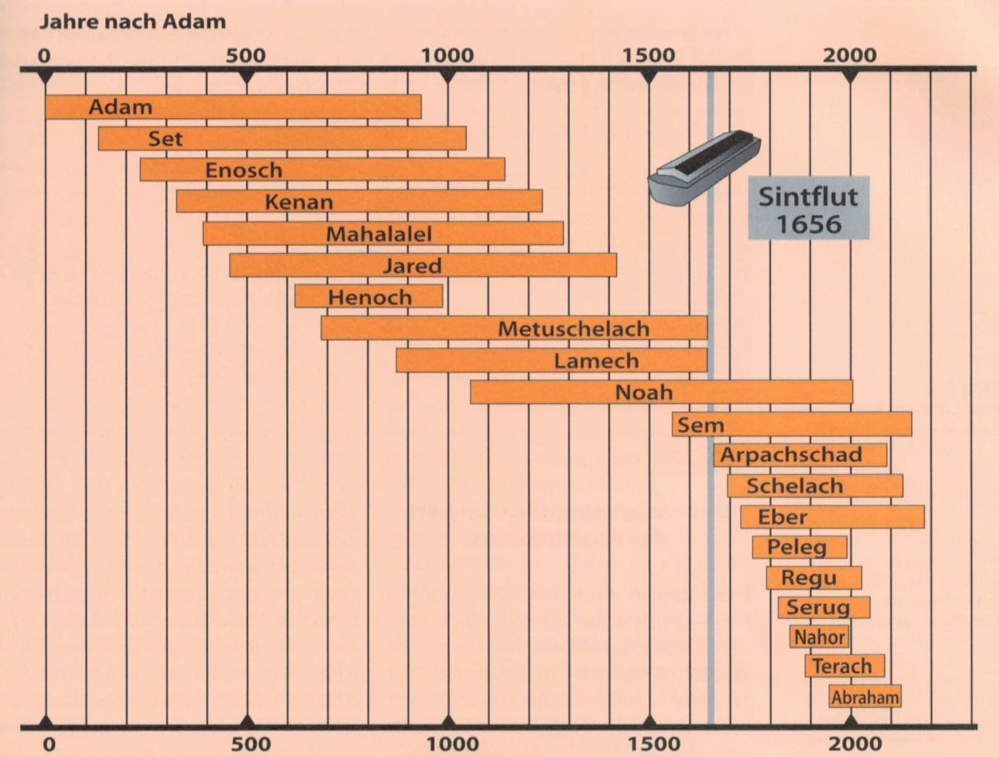 Jahre nach Adam
0 500 1000 1500 2000
Adam
Set
Enosch
Sintflut
1656
Kenan
Mahalalel
Jared
Henoch
Metuschelach
Lamech
Noah
Sem
Arpachschad
Schelach
Eber
Peleg
Regu
Serug
Nahor
Terach
Abraham
0 500 1000 1500 2000